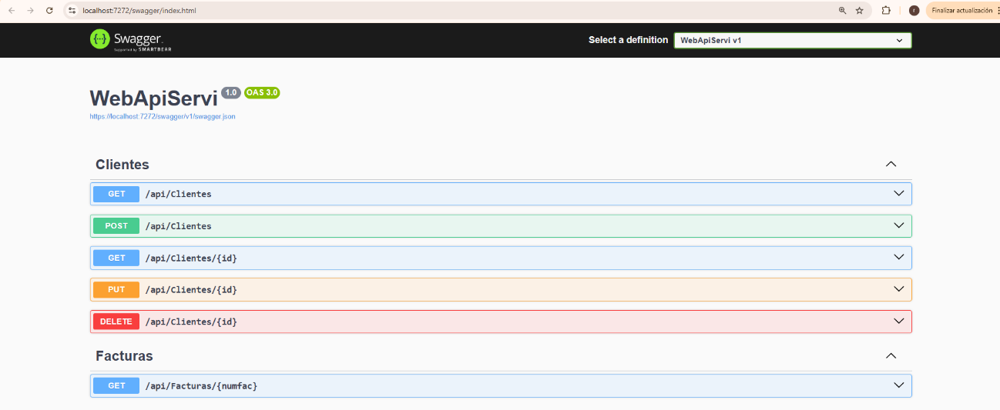 localhost:7272/swagger/index.html
r
Finalizar actualización
{··}
Swagger.
Supported by SMARTBEAR
Select a definition
WebApiServi v1
WebApiServi 1.0 OAS 3.0
https://localhost:7272/swagger/v1/swagger.json
Clientes
GET /api/Clientes
POST /api/Clientes
GET /api/Clientes/{id}
PUT /api/Clientes/{id}
DELETE /api/Clientes/{id}
Facturas
GET /api/Facturas/{numfac}